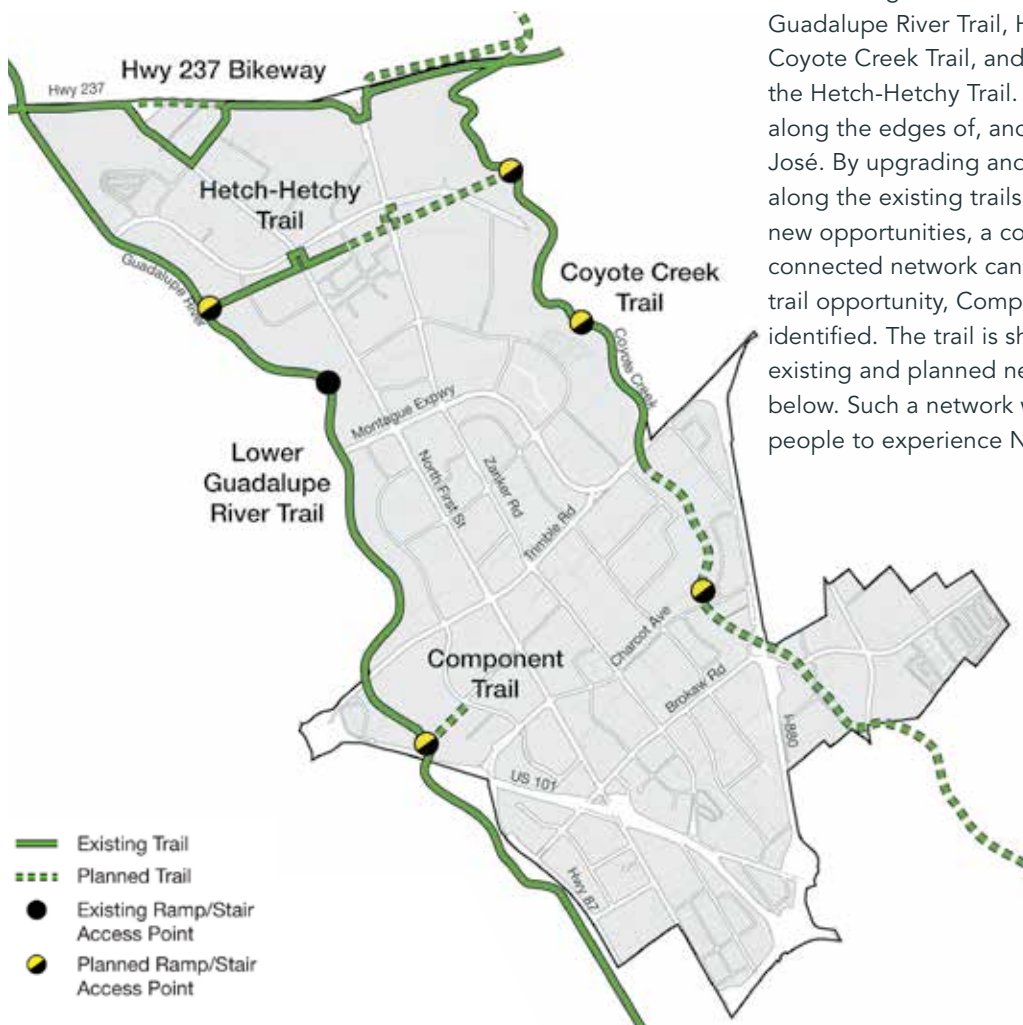 Guadalupe River Trail, H
Coyote Creek Trail, and
the Hetch-Hetchy Trail.
along the edges of, and
José. By upgrading and
along the existing trails
new opportunities, a co
connected network can
trail opportunity, Comp
identified. The trail is sh
existing and planned ne
below. Such a network w
people to experience N
Hwy 237 Bikeway
Hwy 237
Hetch-Hetchy
Trail
Guadalupe River
Coyote Creek
Trail
Coyote Creek
Montague Expwy
Lower
Guadalupe
River Trail
North First St
Zanker Rd
Trimble Rd
Charcot Ave
Component
Trail
Brokaw Rd
I-880
US 101
Hwy 87
Existing Trail
Planned Trail
Existing Ramp/Stair
Access Point
Planned Ramp/Stair
Access Point